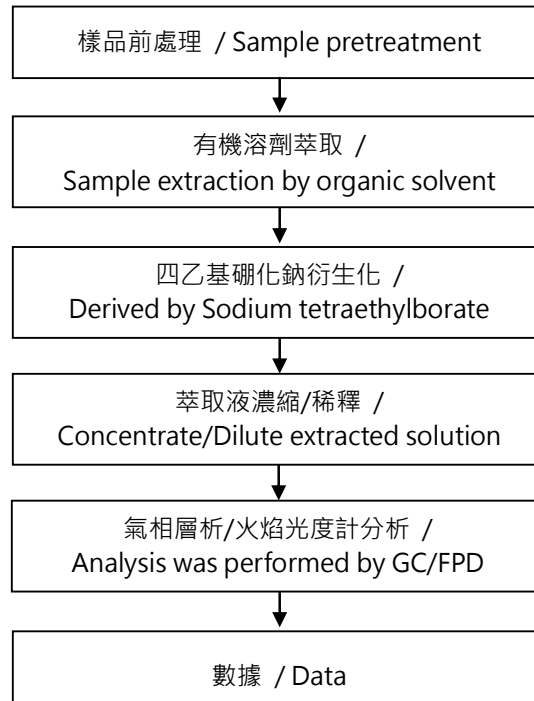 樣品前處理 / Sample pretreatment
有機溶劑萃取 /
Sample extraction by organic solvent
四乙基硼化鈉衍生化 /
Derived by Sodium tetraethylborate
萃取液濃縮/稀釋 /
Concentrate/Dilute extracted solution
氣相層析/火焰光度計分析 /
Analysis was performed by GC/FPD
數據 / Data